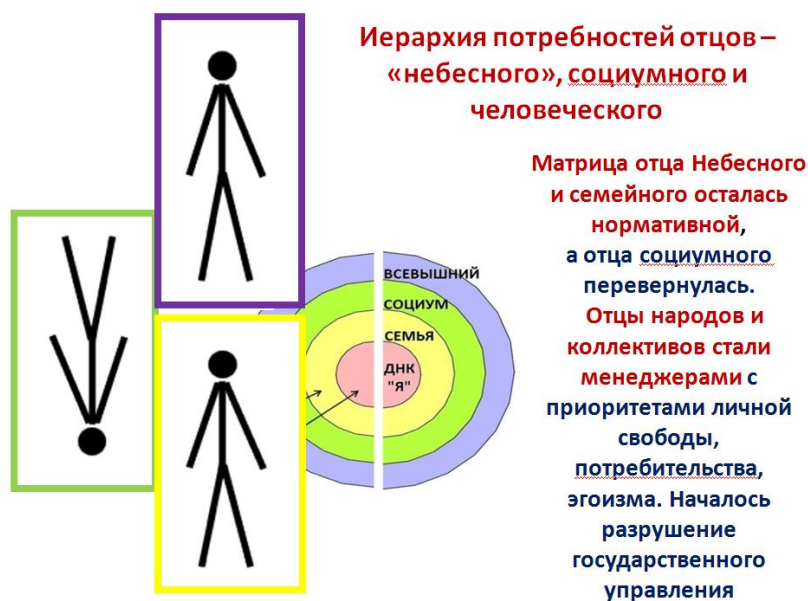 Иерархия потребностей отцов –
«небесного», социумного и
человеческого
Матрица отца Небесного
и семейного осталась
нормативной,
а отца социумного
перевернулась.
Отцы народов и
коллективов стали
менеджерами с
приоритетами личной
свободы,
потребительства,
эгоизма. Началось
разрушение
государственного
управления
ВСЕВЫШНИЙ
СОЦИУМ
СЕМЬЯ
ДНК
"Я"